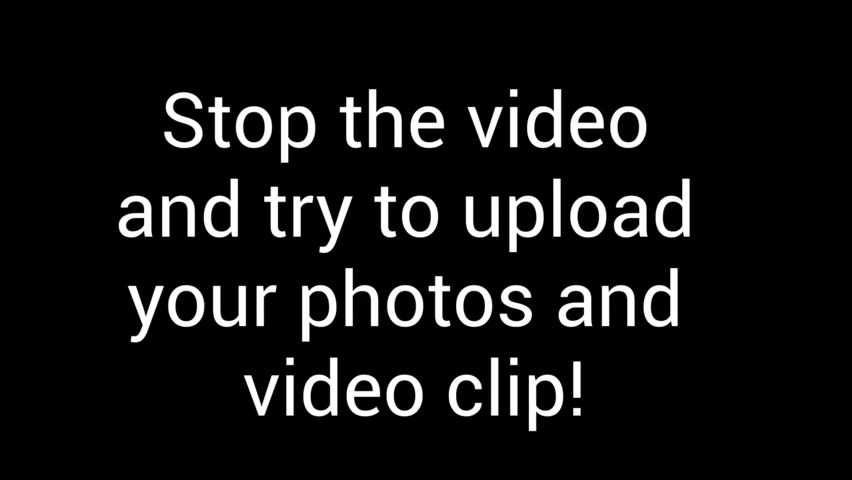 Stop the video
and try to upload
your photos and
video clip!